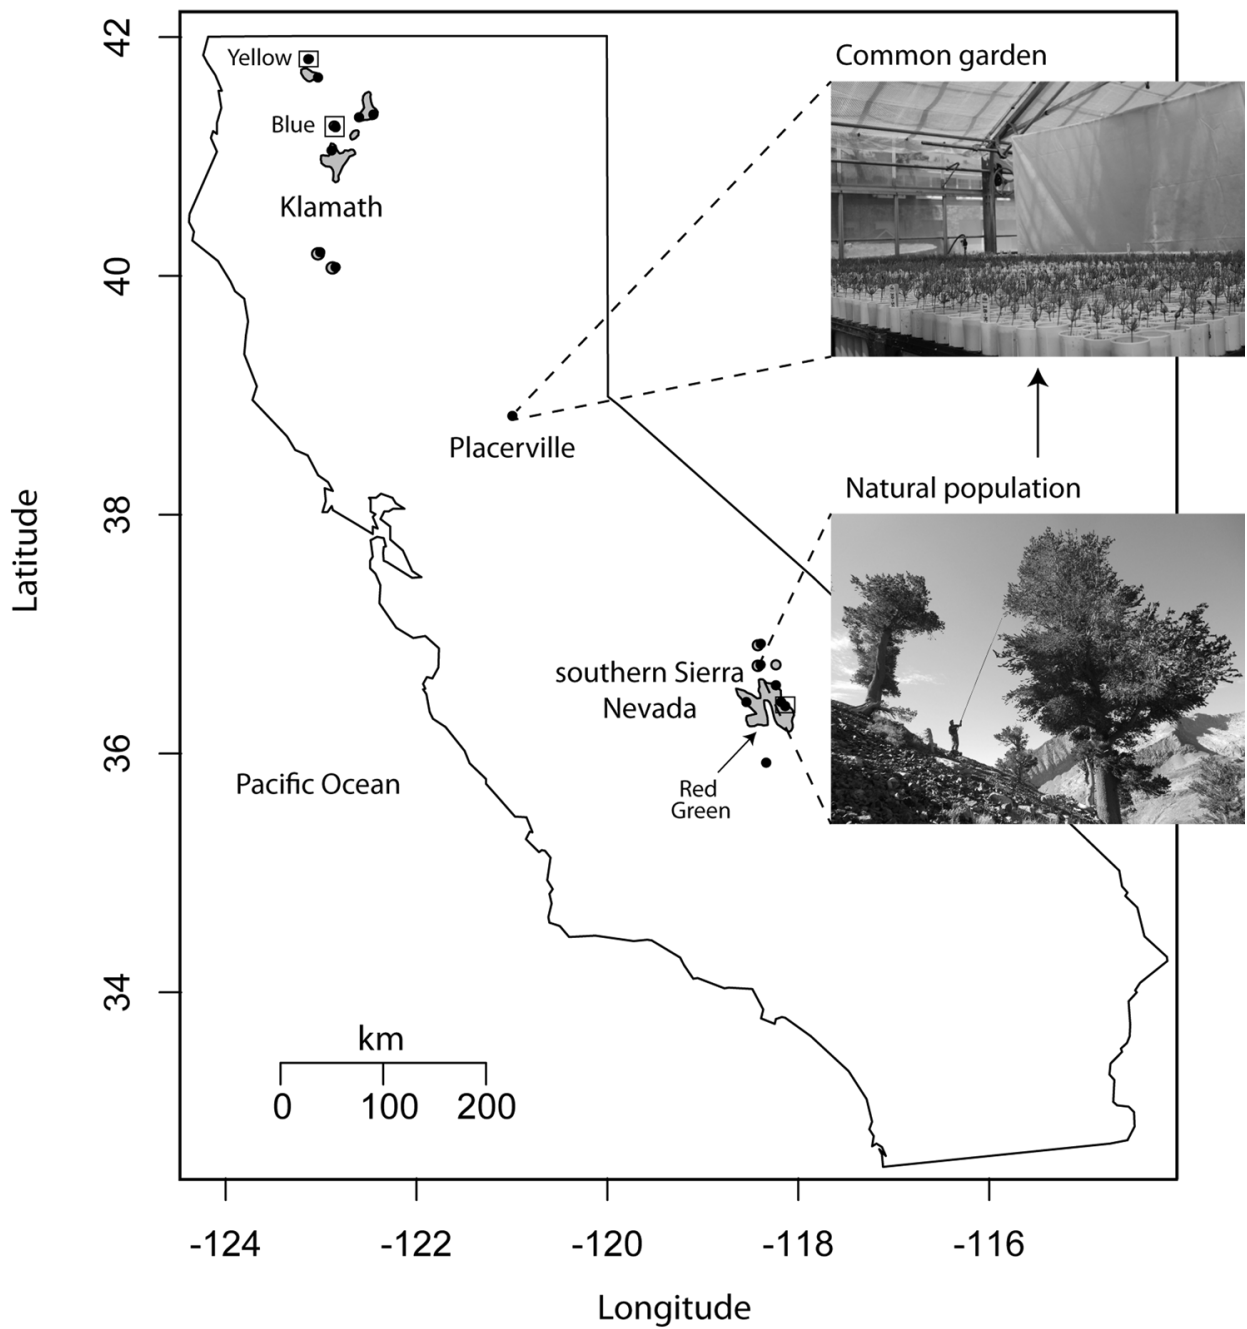 42
Common garden
Yellow
Blue
Klamath
40
Placerville
Natural population
38
Latitude
southern Sierra
Nevada
36
Pacific Ocean
Red
Green
34
km
0 100 200
-124 -122 -120 -118 -116
Longitude